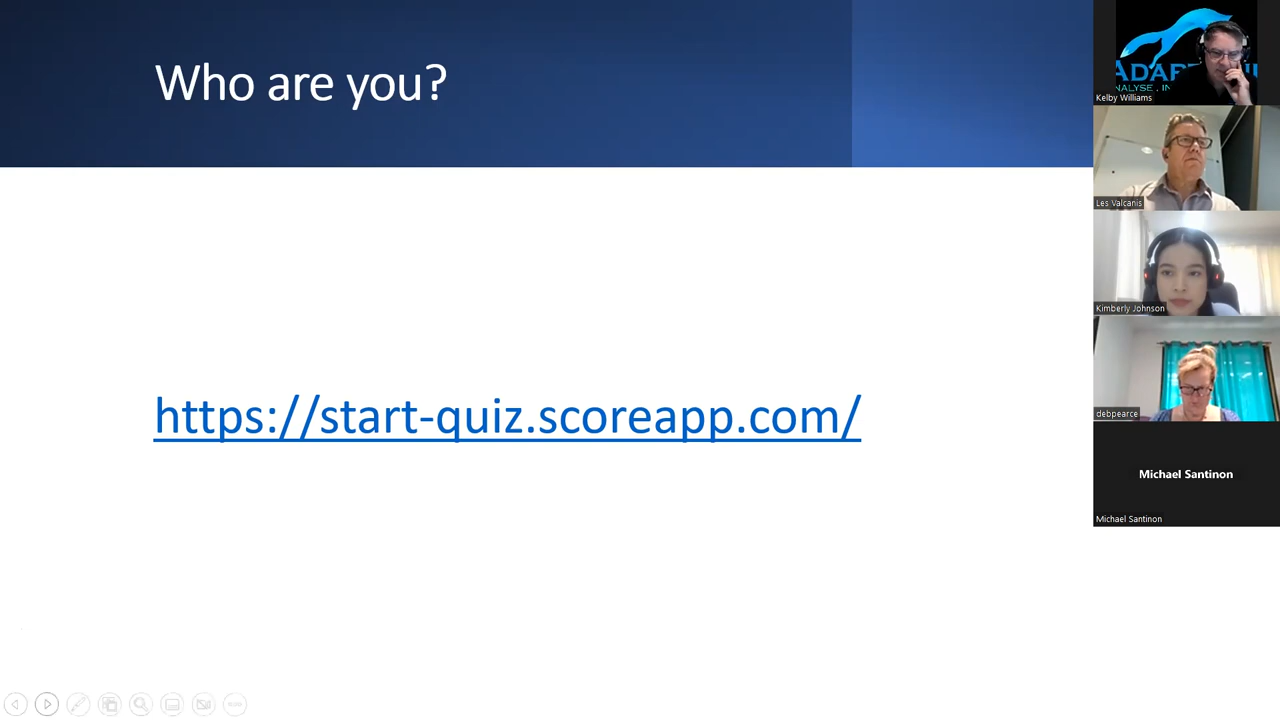 Who are you?
https://start-quiz.scoreapp.com/
Kelby Williams
Les Valcanis
Kimberly Johnson
debpearce
Michael Santinon
Michael Santinon